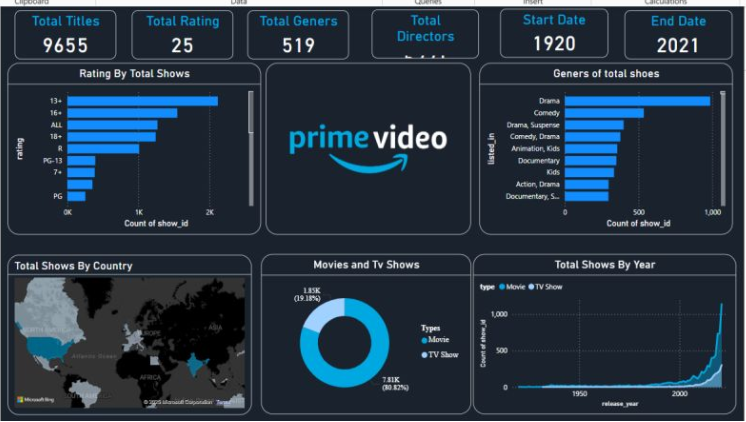 Clipboard
Data
Queries
Insert
Calculations
Total Titles
9655
Total Rating
25
Total Geners
519
Total
Directors
Start Date
1920
End Date
2021
Rating By Total Shows
rating
13+
16+
ALL
18+
R
PG-13
7+
PG
0K
1K
2K
Count of show_id
prime video
Geners of total shoes
listed_in
Drama
Comedy
Drama, Suspense
Comedy, Drama
Animation, Kids
Documentary
Kids
Action, Drama
Documentary, S...
0
500
1,000
Count of show_id
Total Shows By Country
NORTH AMERICA
EUROPE
ASIA
Atlantic Ocean
AFRICA
SOUTH AMERICA
Microsoft Bing
© 2025 Microsoft Corporation Terms
Movies and Tv Shows
1.85K
(19.18%)
7.81K
(80.82%)
Types
Movie
TV Show
Total Shows By Year
type Movie TV Show
Count of show_id
1,000
500
0
1950
2000
release_year